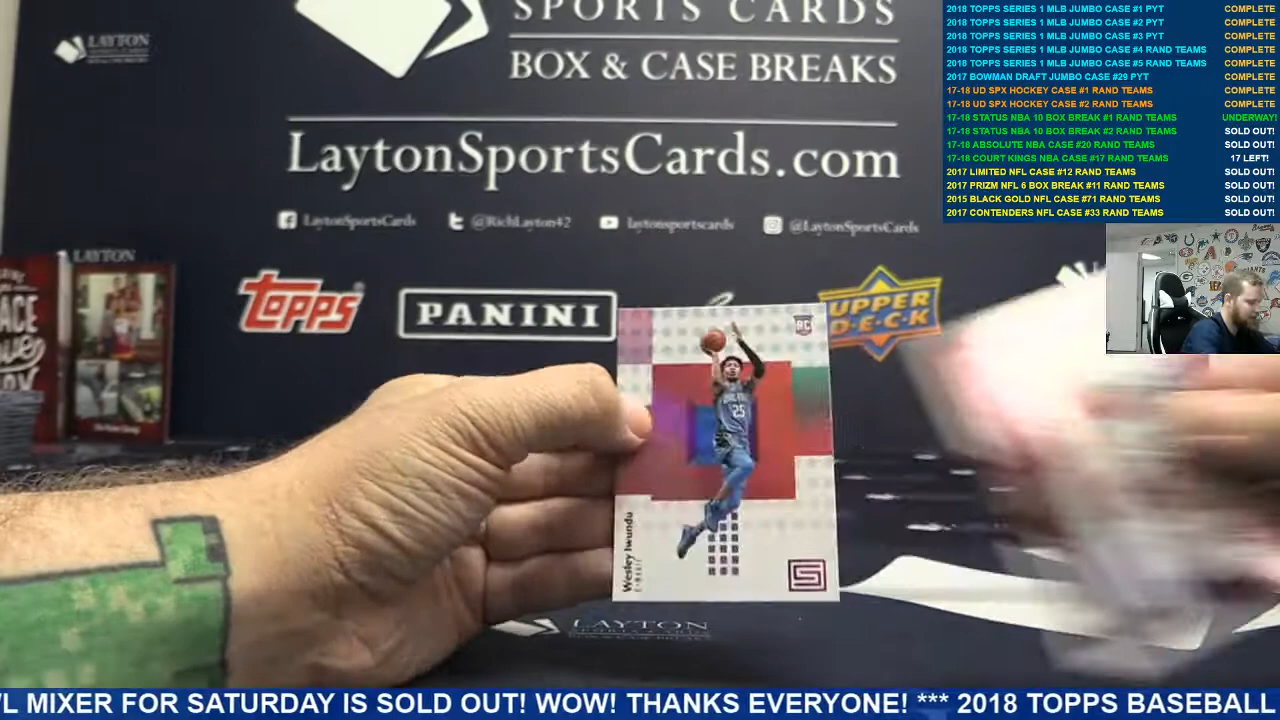 SPORTS CARDS
BOX & CASE BREAKS
LaytonSportsCards.com
LaytonSportsCards
@RichLayton42
laytonsportscards
@LaytonSportsCards
LAYTON
LAYTON
topps
PANINI
UPPER
D·E·C·K
RC
25
Wesley Iwundu
LAYTON
2018 TOPPS SERIES 1 MLB JUMBO CASE #1 PYT COMPLETE
2018 TOPPS SERIES 1 MLB JUMBO CASE #2 PYT COMPLETE
2018 TOPPS SERIES 1 MLB JUMBO CASE #3 PYT COMPLETE
2018 TOPPS SERIES 1 MLB JUMBO CASE #4 RAND TEAMS COMPLETE
2018 TOPPS SERIES 1 MLB JUMBO CASE #5 RAND TEAMS COMPLETE
2017 BOWMAN DRAFT JUMBO CASE #29 PYT COMPLETE
17-18 UD SPX HOCKEY CASE #1 RAND TEAMS COMPLETE
17-18 UD SPX HOCKEY CASE #2 RAND TEAMS COMPLETE
17-18 STATUS NBA 10 BOX BREAK #1 RAND TEAMS UNDERWAY!
17-18 STATUS NBA 10 BOX BREAK #2 RAND TEAMS SOLD OUT!
17-18 ABSOLUTE NBA CASE #20 RAND TEAMS SOLD OUT!
17-18 COURT KINGS NBA CASE #17 RAND TEAMS 17 LEFT!
2017 LIMITED NFL CASE #12 RAND TEAMS SOLD OUT!
2017 PRIZM NFL 6 BOX BREAK #11 RAND TEAMS SOLD OUT!
2015 BLACK GOLD NFL CASE #71 RAND TEAMS SOLD OUT!
2017 CONTENDERS NFL CASE #33 RAND TEAMS SOLD OUT!
MIXER FOR SATURDAY IS SOLD OUT! WOW! THANKS EVERYONE! *** 2018 TOPPS BASEBALL